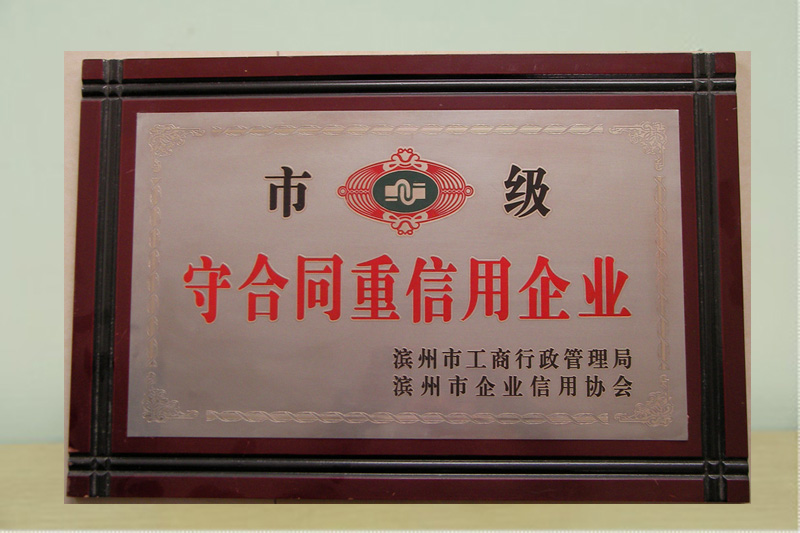 市 级
守合同重信用企业
滨州市工商行政管理局
滨州市企业信用协会